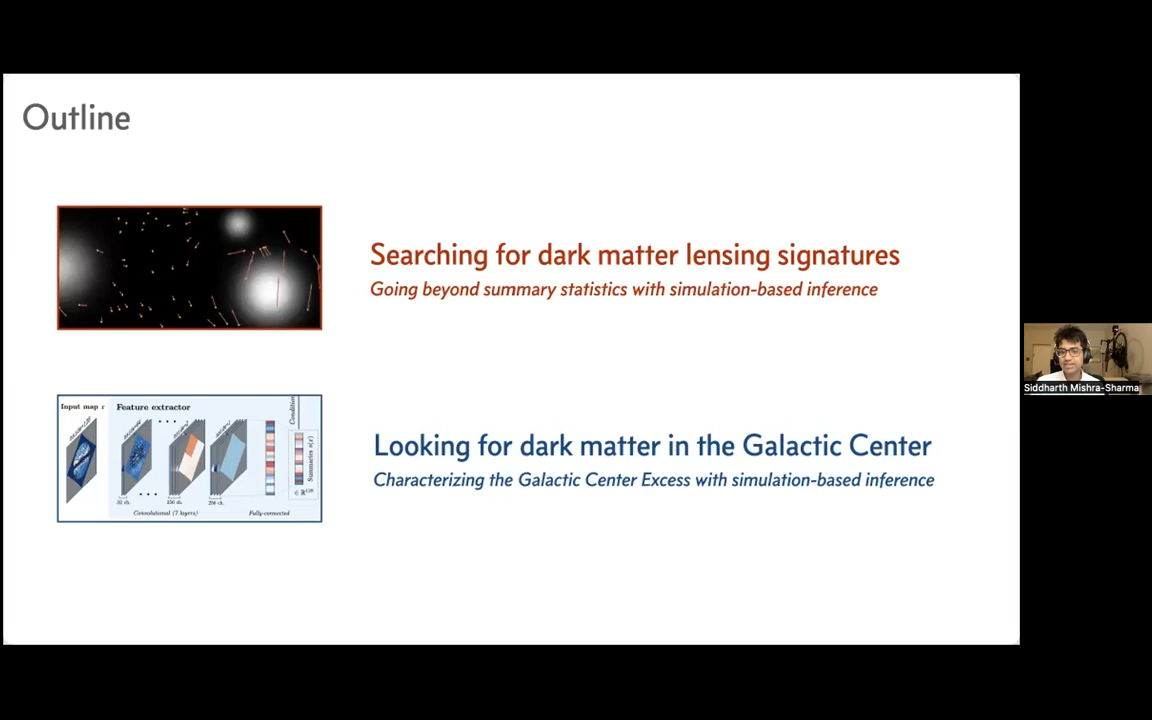 Outline
Searching for dark matter lensing signatures
Going beyond summary statistics with simulation-based inference
Input map x
Feature extractor
32 ch.
256 ch.
256 ch.
Convolutional (7 layers)
Fully-connected
Summaries s(x)
Looking for dark matter in the Galactic Center
Characterizing the Galactic Center Excess with simulation-based inference
Siddharth Mishra-Sharma